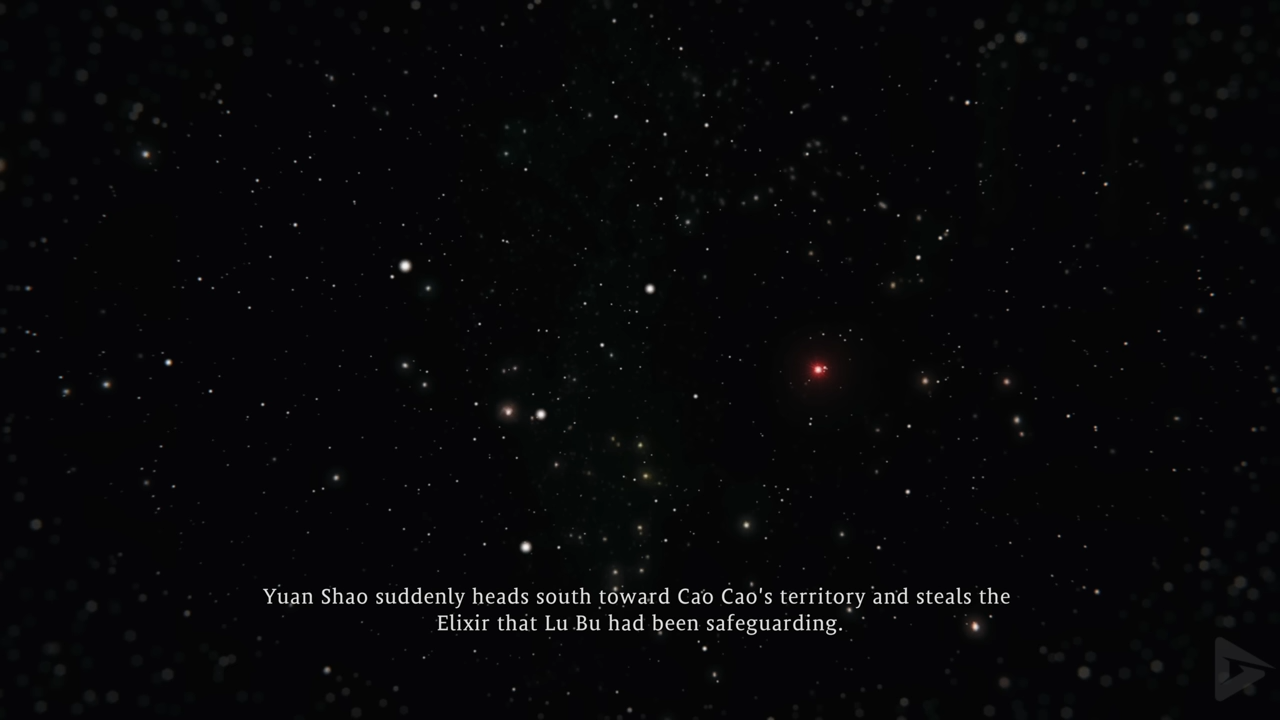 Yuan Shao suddenly heads south toward Cao Cao's territory and steals the
Elixir that Lu Bu had been safeguarding.